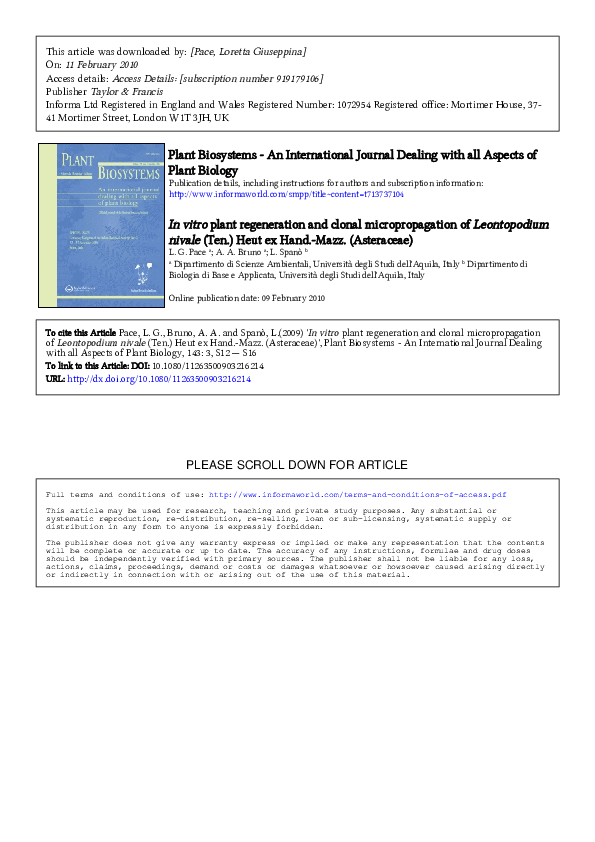 This article was downloaded by: [Pace, Loretta Giuseppina]
On: 11 February 2010
Access details: Access Details: [subscription number 919179106]
Publisher Taylor & Francis
Informa Ltd Registered in England and Wales Registered Number: 1072954 Registered office: Mortimer House, 37-
41 Mortimer Street, London W1T 3JH, UK
PLANT
BIOSYSTEMS
An international journal
dealing with all aspects
of plant biology
Plant Biosystems - An International Journal Dealing with all Aspects of
Plant Biology
Publication details, including instructions for authors and subscription information:
http://www.informaworld.com/smpp/title~content=t713737104
In vitro plant regeneration and clonal micropropagation of Leontopodium
nivale (Ten.) Heut ex Hand.-Mazz. (Asteraceae)
L. G. Pace a; A. A. Bruno a; L. Spanò b
a Dipartimento di Scienze Ambientali, Università degli Studi dell'Aquila, Italy b Dipartimento di
Biologia di Base e Applicata, Università degli Studi dell'Aquila, Italy
Online publication date: 09 February 2010
To cite this Article Pace, L. G., Bruno, A. A. and Spanò, L.(2009) 'In vitro plant regeneration and clonal micropropagation
of Leontopodium nivale (Ten.) Heut ex Hand.-Mazz. (Asteraceae)', Plant Biosystems - An International Journal Dealing
with all Aspects of Plant Biology, 143: 3, S12 — S16
To link to this Article: DOI: 10.1080/11263500903216214
URL: http://dx.doi.org/10.1080/11263500903216214
PLEASE SCROLL DOWN FOR ARTICLE
Full terms and conditions of use: http://www.informaworld.com/terms-and-conditions-of-access.pdf
This article may be used for research, teaching and private study purposes. Any substantial or
systematic reproduction, re-distribution, re-selling, loan or sub-licensing, systematic supply or
distribution in any form to anyone is expressly forbidden.
The publisher does not give any warranty express or implied or make any representation that the contents
will be complete or accurate or up to date. The accuracy of any instructions, formulae and drug doses
should be independently verified with primary sources. The publisher shall not be liable for any loss,
actions, claims, proceedings, demand or costs or damages whatsoever or howsoever caused arising directly
or indirectly in connection with or arising out of the use of this material.